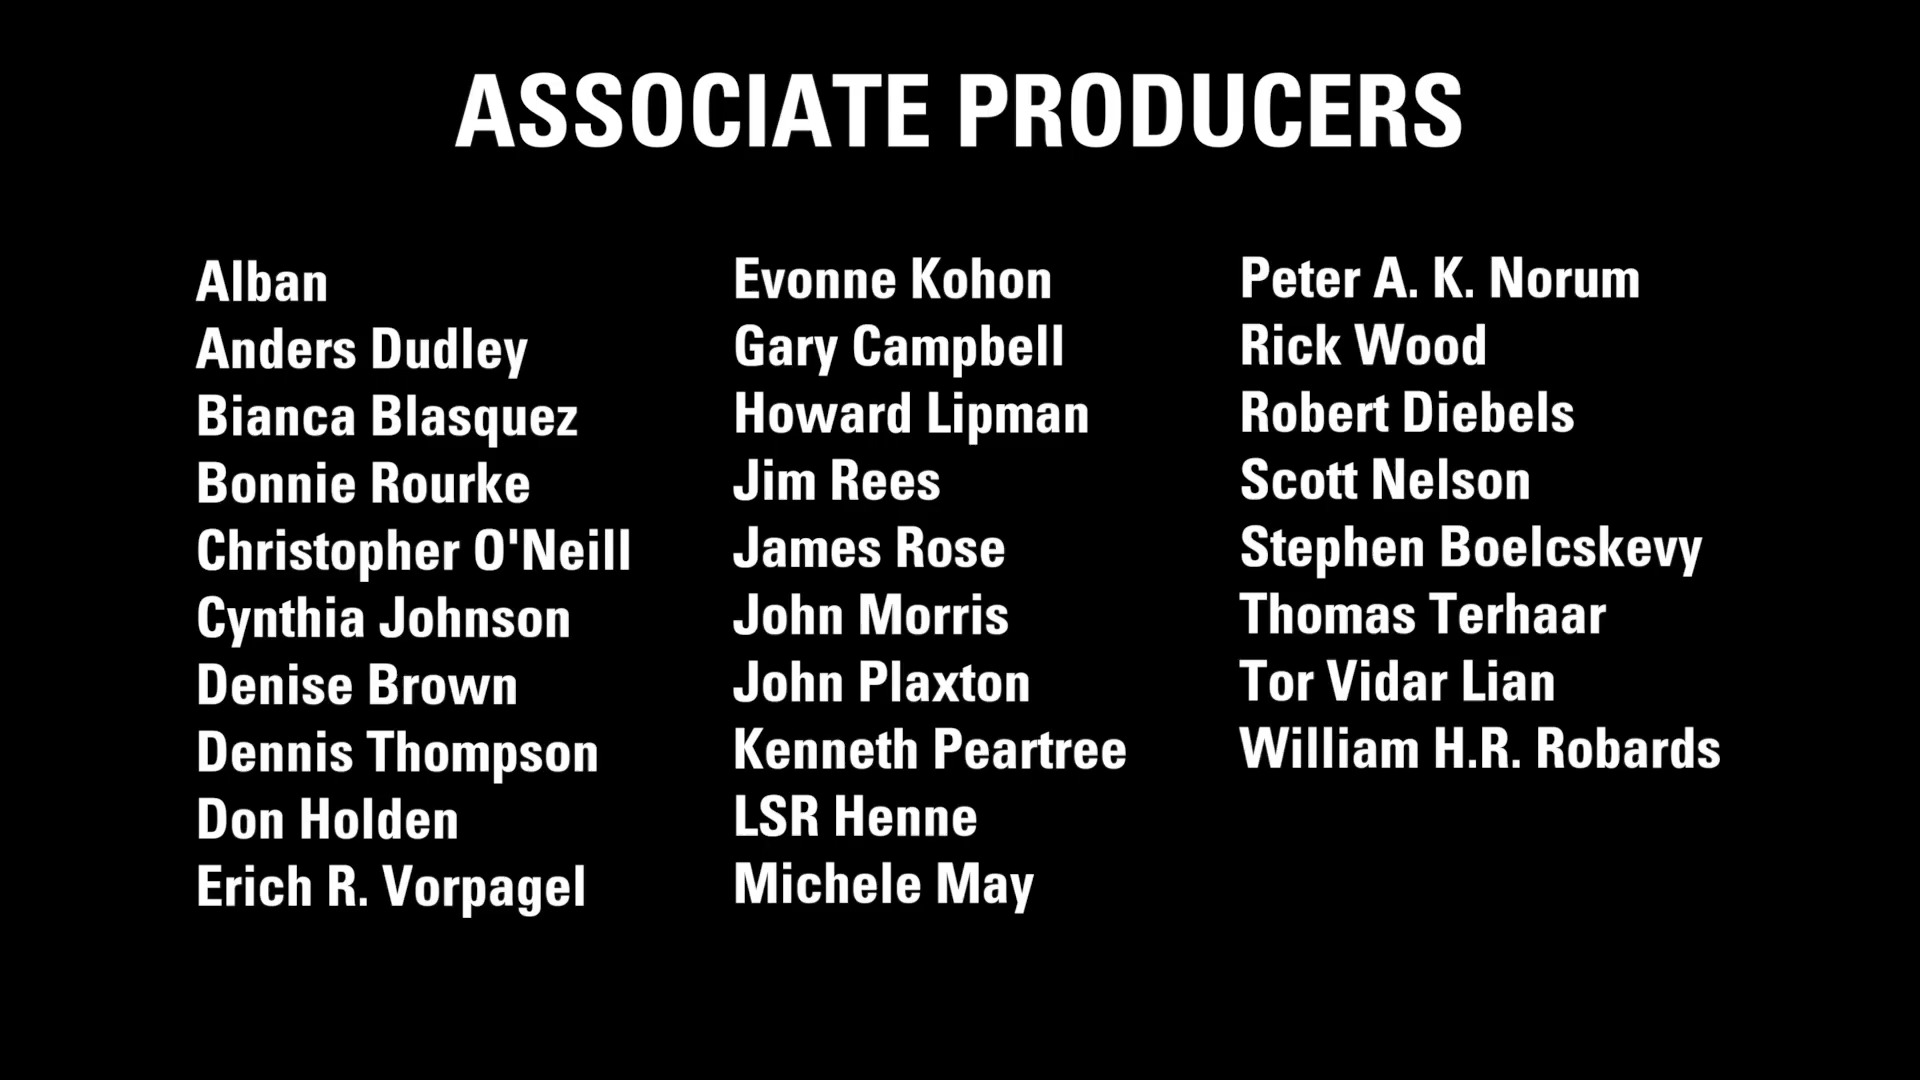 ASSOCIATE PRODUCERS
Alban
Anders Dudley
Bianca Blasquez
Bonnie Rourke
Christopher O'Neill
Cynthia Johnson
Denise Brown
Dennis Thompson
Don Holden
Erich R. Vorpagel
Evonne Kohon
Gary Campbell
Howard Lipman
Jim Rees
James Rose
John Morris
John Plaxton
Kenneth Peartree
LSR Henne
Michele May
Peter A. K. Norum
Rick Wood
Robert Diebels
Scott Nelson
Stephen Boelcskevy
Thomas Terhaar
Tor Vidar Lian
William H.R. Robards